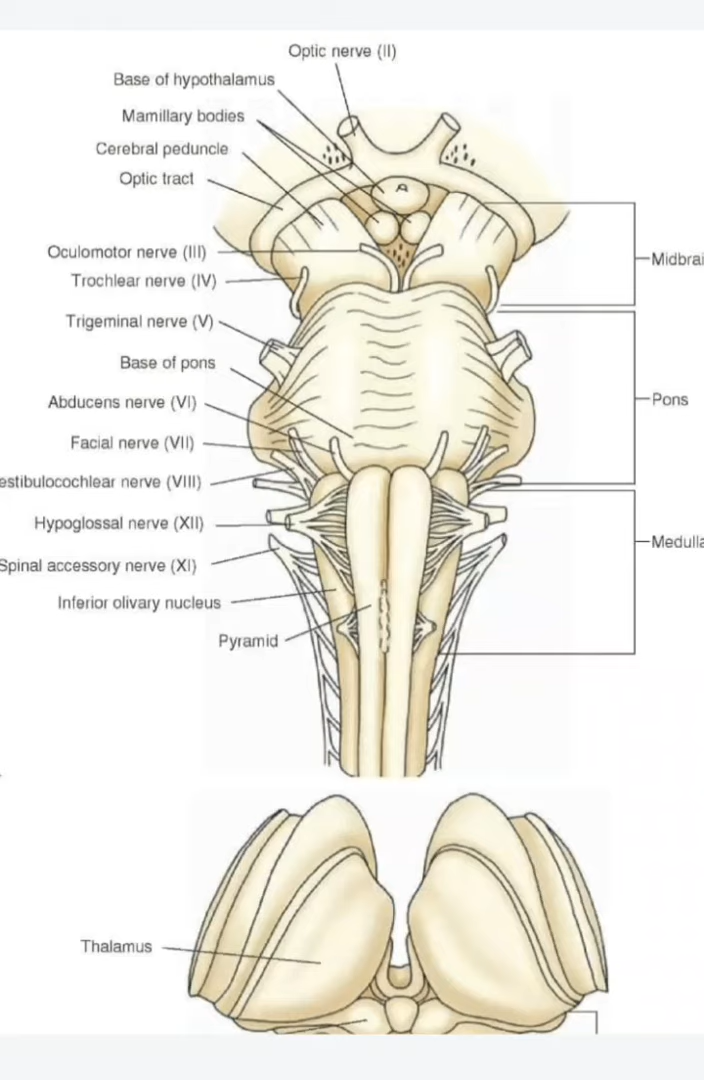 Optic nerve (II)
Base of hypothalamus
Mamillary bodies
Cerebral peduncle
Optic tract
Oculomotor nerve (III)
Midbrai
Trochlear nerve (IV)
Trigeminal nerve (V)
Base of pons
Abducens nerve (VI)
Pons
Facial nerve (VII)
estibulocochlear nerve (VIII)
Hypoglossal nerve (XII)
Medulla
Spinal accessory nerve (XI)
Inferior olivary nucleus
Pyramid
Thalamus